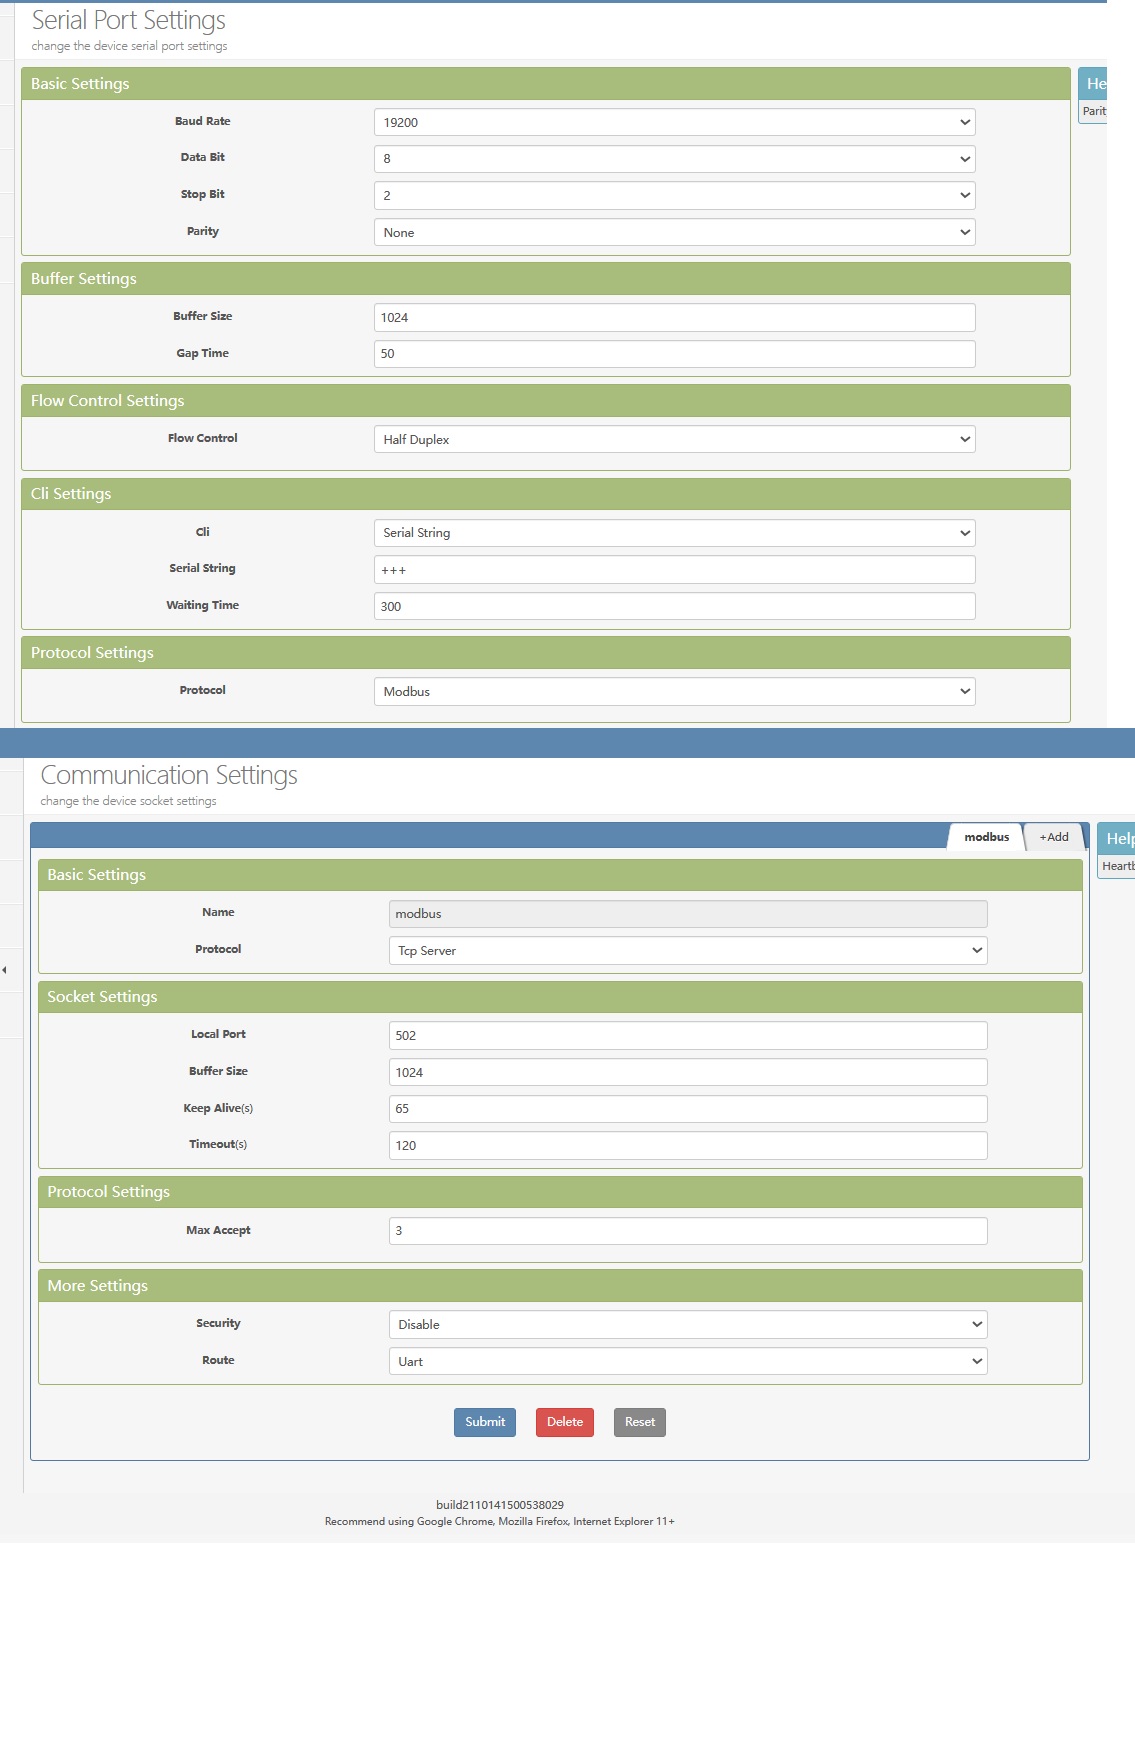 Serial Port Settings
change the device serial port settings
Basic Settings
He
Parit
Baud Rate
19200
Data Bit
8
Stop Bit
2
Parity
None
Buffer Settings
Buffer Size
1024
Gap Time
50
Flow Control Settings
Flow Control
Half Duplex
Cli Settings
Cli
Serial String
Serial String
+++
Waiting Time
300
Protocol Settings
Protocol
Modbus
Communication Settings
change the device socket settings
modbus
+Add
Help
Heartb
Basic Settings
Name
modbus
Protocol
Tcp Server
Socket Settings
Local Port
502
Buffer Size
1024
Keep Alive(s)
65
Timeout(s)
120
Protocol Settings
Max Accept
3
More Settings
Security
Disable
Route
Uart
Submit
Delete
Reset
build2110141500538029
Recommend using Google Chrome, Mozilla Firefox, Internet Explorer 11+